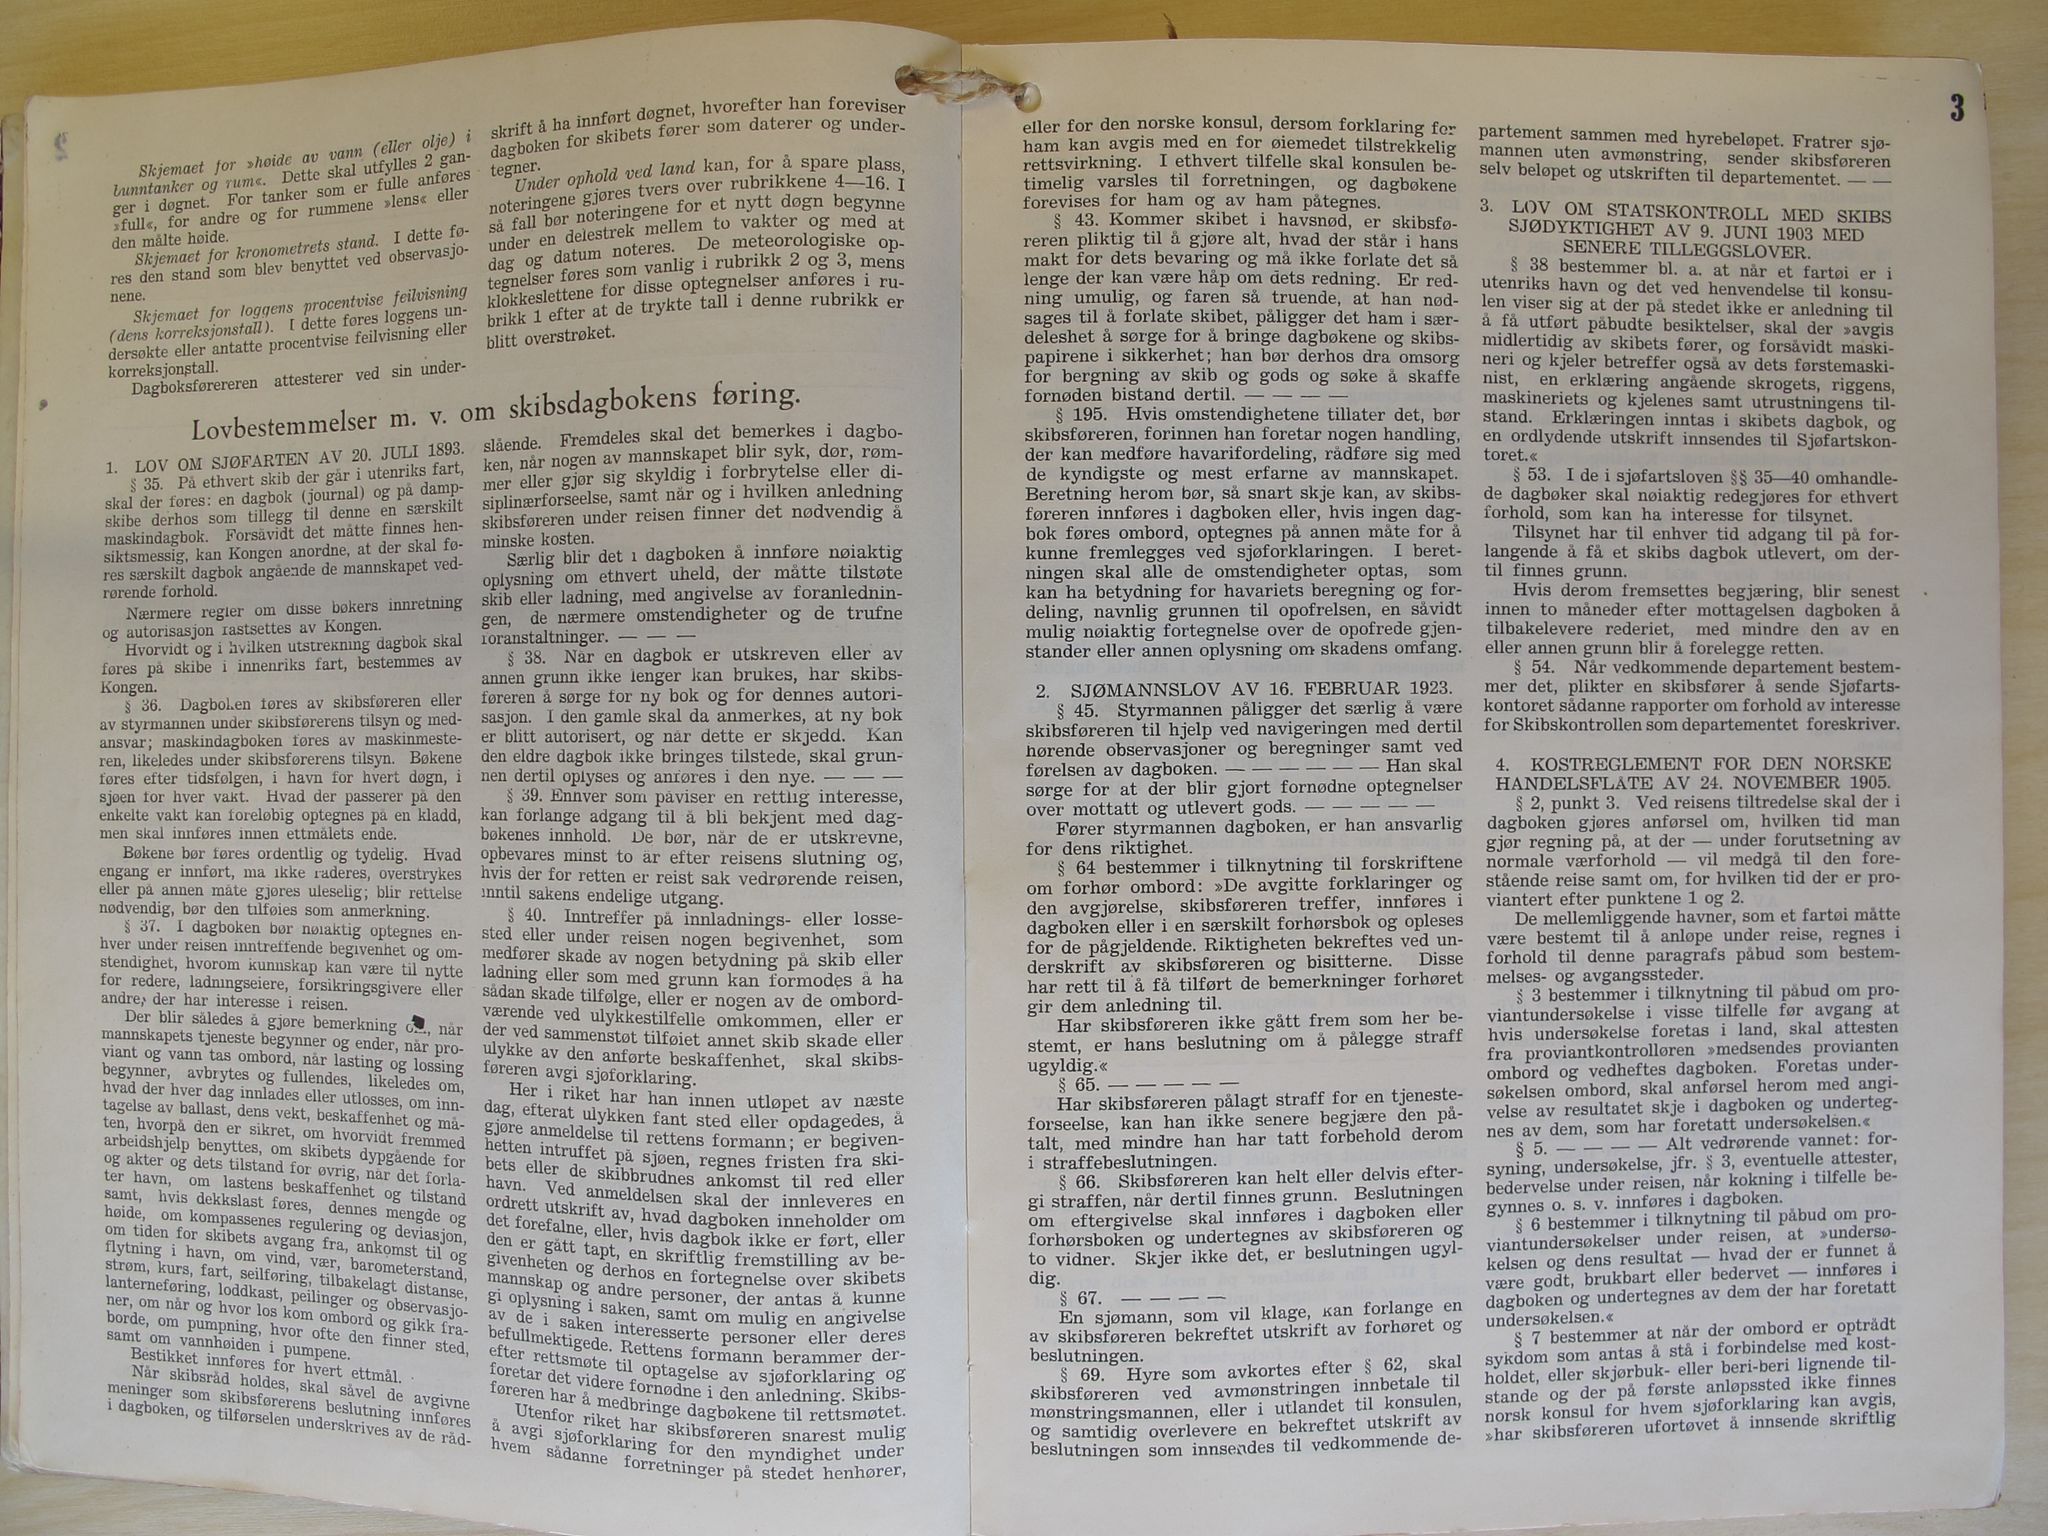 Skjemaet for »høide av vann (eller olje) i
bunntanker og rum«. Dette skal utfylles 2 gan-
ger i døgnet. For tanker som er fulle anføres
»full«, for andre og for rummene »lens« eller
den målte høide.
Skjemaet for kronometrets stand. I dette fø-
res den stand som blev benyttet ved observasjo-
nene.
Skjemaet for loggens procentvise feilvisning
(dens korreksjonstall). I dette føres loggens un-
dersøkte eller antatte procentvise feilvisning eller
korreksjonstall.
Dagboksførereren attesterer ved sin under-
skrift å ha innført døgnet, hvorefter han foreviser
dagboken for skibets fører som daterer og under-
tegner.
Under ophold ved land kan, for å spare plass,
noteringene gjøres tvers over rubrikkene 4—16. I
så fall bør noteringene for et nytt døgn begynne
under en delestrek mellem to vakter og med at
dag og datum noteres. De meteorologiske op-
tegnelser føres som vanlig i rubrikk 2 og 3, mens
klokkeslettene for disse optegnelser anføres i ru-
brikk 1 efter at de trykte tall i denne rubrikk er
blitt overstrøket.
Lovbestemmelser m. v. om skibsdagbokens føring.
1. LOV OM SJØFARTEN AV 20. JULI 1893.
§ 35. På ethvert skib der går i utenriks fart,
skal der føres: en dagbok (journal) og på damp-
skibe derhos som tillegg til denne en særskilt
maskindagbok. Forsåvidt det måtte finnes hen-
siktsmessig, kan Kongen anordne, at der skal fø-
res særskilt dagbok angående de mannskapet ved-
rørende forhold.
Nærmere regler om disse bøkers innretning
og autorisasjon fastsettes av Kongen.
Hvorvidt og i hvilken utstrekning dagbok skal
føres på skibe i innenriks fart, bestemmes av
Kongen.
§ 36. Dagboken føres av skibsføreren eller
av styrmannen under skibsførerens tilsyn og med-
ansvar; maskindagboken føres av maskinmeste-
ren, likeledes under skibsførerens tilsyn. Bøkene
føres efter tidsfølgen, i havn for hvert døgn, i
sjøen for hver vakt. Hvad der passerer på den
enkelte vakt kan foreløbig optegnes på en kladd,
men skal innføres innen ettmålets ende.
Bøkene bør føres ordentlig og tydelig. Hvad
engang er innført, må ikke raderes, overstrykes
eller på annen måte gjøres uleselig; blir rettelse
nødvendig, bør den tilføies som anmerkning.
§ 37. I dagboken bør nøiaktig optegnes en-
hver under reisen inntreffende begivenhet og om-
stendighet, hvorom kunnskap kan være til nytte
for redere, ladningseiere, forsikringsgivere eller
andre, der har interesse i reisen.
Der blir således å gjøre bemerkning o, når
mannskapets tjeneste begynner og ender, når pro-
viant og vann tas ombord, når lasting og lossing
begynner, avbrytes og fullendes, likeledes om,
hvad der hver dag innlades eller utlosses, om inn-
tagelse av ballast, dens vekt, beskaffenhet og må-
ten, hvorpå den er sikret, om hvorvidt fremmed
arbeidshjelp benyttes, om skibets dypgående for
og akter og dets tilstand for øvrig, når det forla-
ter havn, om lastens beskaffenhet og tilstand
samt, hvis dekkslast føres, dennes mengde og
høide, om kompassenes regulering og deviasjon,
om tiden for skibets avgang fra, ankomst til og
flytning i havn, om vind, vær, barometerstand,
strøm, kurs, fart, seilføring, tilbakelagt distanse,
lanterneføring, loddkast, peilinger og observasjo-
ner, om når og hvor los kom ombord og gikk fra-
borde, om pumpning, hvor ofte den finner sted,
samt om vannhøiden i pumpene.
Bestikket innføres for hvert ettmål.
Når skibsråd holdes, skal såvel de avgivne
meninger som skibsførerens beslutning innføres
i dagboken, og tilførselen underskrives av de råd-
slående. Fremdeles skal det bemerkes i dagbo-
ken, når nogen av mannskapet blir syk, dør, røm-
mer eller gjør sig skyldig i forbrytelse eller di-
siplinærforseelse, samt når og i hvilken anledning
skibsføreren under reisen finner det nødvendig å
minske kosten.
Særlig blir det i dagboken å innføre nøiaktig
oplysning om ethvert uheld, der måtte tilstøte
skib eller ladning, med angivelse av foranlednin-
gen, de nærmere omstendigheter og de trufne
foranstaltninger. — — —
§ 38. Når en dagbok er utskreven eller av
annen grunn ikke lenger kan brukes, har skibs-
føreren å sørge for ny bok og for dennes autori-
sasjon. I den gamle skal da anmerkes, at ny bok
er blitt autorisert, og når dette er skjedd. Kan
den eldre dagbok ikke bringes tilstede, skal grun-
nen dertil oplyses og anføres i den nye. — — —
§ 39. Enhver som påviser en rettlig interesse,
kan forlange adgang til å bli bekjent med dag-
bøkenes innhold. De bør, når de er utskrevne,
opbevares minst to år efter reisens slutning og,
hvis der for retten er reist sak vedrørende reisen,
inntil sakens endelige utgang.
§ 40. Inntreffer på innladnings- eller losse-
sted eller under reisen nogen begivenhet, som
medfører skade av nogen betydning på skib eller
ladning eller som med grunn kan formodes å ha
sådan skade tilfølge, eller er nogen av de ombord-
værende ved ulykkestilfelle omkommen, eller er
der ved sammenstøt tilføiet annet skib skade eller
ulykke av den anførte beskaffenhet, skal skibs-
føreren avgi sjøforklaring.
Her i riket har han innen utløpet av næste
dag, efterat ulykken fant sted eller opdagedes, å
gjøre anmeldelse til rettens formann; er begiven-
hetten intruffet på sjøen, regnes fristen fra ski-
bets eller de skibbrudnes ankomst til red eller
havn. Ved anmeldelsen skal der innleveres en
ordrett utskrift av, hvad dagboken inneholder om
det forefalne, eller, hvis dagbok ikke er ført, eller
den er gått tapt, en skriftlig fremstilling av be-
givenheten og derhos en fortegnelse over skibets
mannskap og andre personer, der antas å kunne
gi oplysning i saken, samt om mulig en angivelse
av de i saken interesserte personer eller deres
befullmektigede. Rettens formann berammer der-
efter rettsmøte til optagelse av sjøforklaring og
foretar det videre fornødne i den anledning. Skibs-
føreren har å medbringe dagbøkene til rettsmøtet.
Utenfor riket har skibsføreren snarest mulig
å avgi sjøforklaring for den myndighet under
hvem sådanne forretninger på stedet henhører,
3
eller for den norske konsul, dersom forklaring for
ham kan avgis med en for øiemedet tilstrekkelig
rettsvirkning. I ethvert tilfelle skal konsulen be-
timelig varsles til forretningen, og dagbøkene
forevises for ham og av ham påtegnes.
§ 43. Kommer skibet i havsnød, er skibsfø-
reren pliktig til å gjøre alt, hvad der står i hans
makt for dets bevaring og må ikke forlate det så
lenge der kan være håp om dets redning. Er red-
ning umulig, og faren så truende, at han nød-
sages til å forlate skibet, påligger det ham i sær-
deleshet å sørge for å bringe dagbøkene og skibs-
papirene i sikkerhet; han bør derhos dra omsorg
for bergning av skib og gods og søke å skaffe
fornøden bistand dertil. — — — —
§ 195. Hvis omstendighetene tillater det, bør
skibsføreren, forinnen han foretar nogen handling,
der kan medføre havarifordeling, rådføre sig med
de kyndigste og mest erfarne av mannskapet.
Beretning herom bør, så snart skje kan, av skibs-
føreren innføres i dagboken eller, hvis ingen dag-
bok føres ombord, optegnes på annen måte for å
kunne fremlegges ved sjøforklaringen. I beret-
ningen skal alle de omstendigheter optas, som
kan ha betydning for havariets beregning og for-
deling, navnlig grunnen til opofrelsen, en såvidt
mulig nøiaktig fortegnelse over de opofrede gjen-
stander eller annen oplysning om skadens omfang.
2. SJØMANNSLOV AV 16. FEBRUAR 1923.
§ 45. Styrmannen påligger det særlig å være
skibsføreren til hjelp ved navigeringen med dertil
hørende observasjoner og beregninger samt ved
førelsen av dagboken. — — — — — Han skal
sørge for at der blir gjort fornødne optegnelser
over mottatt og utlevert gods. — — — — —
Fører styrmannen dagboken, er han ansvarlig
for dens riktighet.
§ 64 bestemmer i tilknytning til forskriftene
om forhør ombord: »De avgitte forklaringer og
den avgjørelse, skibsføreren treffer, innføres i
dagboken eller i en særskilt forhørsbok og opleses
for de pågjeldende. Riktigheten bekreftes ved un-
derskrift av skibsføreren og bisitterne. Disse
har rett til å få tilført de bemerkninger forhøret
gir dem anledning til.
Har skibsføreren ikke gått frem som her be-
stemt, er hans beslutning om å pålegge straff
ugyldig.«
§ 65. — — — — —
Har skibsføreren pålagt straff for en tjeneste-
forseelse, kan han ikke senere begjære den på-
talt, med mindre han har tatt forbehold derom
i straffebeslutningen.
§ 66. Skibsføreren kan helt eller delvis efter-
gi straffen, når dertil finnes grunn. Beslutningen
om eftergivelse skal innføres i dagboken eller
forhørsboken og undertegnes av skibsføreren og
to vidner. Skjer ikke det, er beslutningen ugyl-
dig.
§ 67. — — — —
En sjømann, som vil klage, kan forlange en
av skibsføreren bekreftet utskrift av forhøret og
beslutningen.
§ 69. Hyre som avkortes efter § 62, skal
skibsføreren ved avmønstringen innbetale til
mønstringsmannen, eller i utlandet til konsulen,
og samtidig overlevere en bekreftet utskrift av
beslutningen som innsendes til vedkommende de-
partement sammen med hyrebeløpet. Fratrer sjø-
mannen uten avmønstring, sender skibsføreren
selv beløpet og utskriften til departementet. — —
3. LOV OM STATSKONTROLL MED SKIBS
SJØDYKTIGHET AV 9. JUNI 1903 MED
SENERE TILLEGGSLOVER.
§ 38 bestemmer bl. a. at når et fartøi er i
utenriks havn og det ved henvendelse til konsu-
len viser sig at der på stedet ikke er anledning til
å få utført påbudte besiktelser, skal der »avgis
midlertidig av skibets fører, og forsåvidt maski-
neri og kjeler betreffer også av dets førstemaski-
nist, en erklæring angående skrogets, riggens,
maskineriets og kjelenes samt utrustningens til-
stand. Erklæringen inntas i skibets dagbok, og
en ordlydende utskrift innsendes til Sjøfartskon-
toret.«
§ 53. I de i sjøfartsloven §§ 35—40 omhandle-
de dagbøker skal nøiaktig redegjøres for ethvert
forhold, som kan ha interesse for tilsynet.
Tilsynet har til enhver tid adgang til på for-
langende å få et skibs dagbok utlevert, om der-
til finnes grunn.
Hvis derom fremsettes begjæring, blir senest
innen to måneder efter mottagelsen dagboken å
tilbakelevere rederiet, med mindre den av en
eller annen grunn blir å forelegge retten.
§ 54. Når vedkommende departement bestem-
mer det, plikter en skibsfører å sende Sjøfarts-
kontoret sådanne rapporter om forhold av interesse
for Skibskontrollen som departementet foreskriver.
4. KOSTREGLEMENT FOR DEN NORSKE
HANDELSFLÅTE AV 24. NOVEMBER 1905.
§ 2, punkt 3. Ved reisens tiltredelse skal der i
dagboken gjøres anførsel om, hvilken tid man
gjør regning på, at der — under forutsetning av
normale værforhold — vil medgå til den fore-
stående reise samt om, for hvilken tid der er pro-
viantert efter punktene 1 og 2.
De mellemliggende havner, som et fartøi måtte
være bestemt til å anløpe under reise, regnes i
forhold til denne paragrafs påbud som bestem-
melses- og avgangssteder.
§ 3 bestemmer i tilknytning til påbud om pro-
viantundersøkelse i visse tilfelle før avgang at
hvis undersøkelse foretas i land, skal attesten
fra proviantkontrolløren »medsendes provianten
ombord og vedheftes dagboken. Foretas under-
søkelsen ombord, skal anførsel herom med angi-
velse av resultatet skje i dagboken og underteg-
nes av dem, som har foretatt undersøkelsen.«
§ 5. — — — — Alt vedrørende vannet: for-
syning, undersøkelse, jfr. § 3, eventuelle attester,
bedervelse under reisen, når kokning i tilfelle be-
gynnes o. s. v. innføres i dagboken.
§ 6 bestemmer i tilknytning til påbud om pro-
viantundersøkelser under reisen, at »undersø-
kelsen og dens resultat — hvad der er funnet å
være godt, brukbart eller bedervet — innføres i
dagboken og undertegnes av dem der har foretatt
undersøkelsen.«
§ 7 bestemmer at når der ombord er optrådt
sykdom som antas å stå i forbindelse med kost-
holdet, eller skjørbuk- eller beri-beri lignende til-
stande og der på første anløpssted ikke finnes
norsk konsul for hvem sjøforklaring kan avgis,
»har skibsføreren ufortøvet å innsende skriftlig